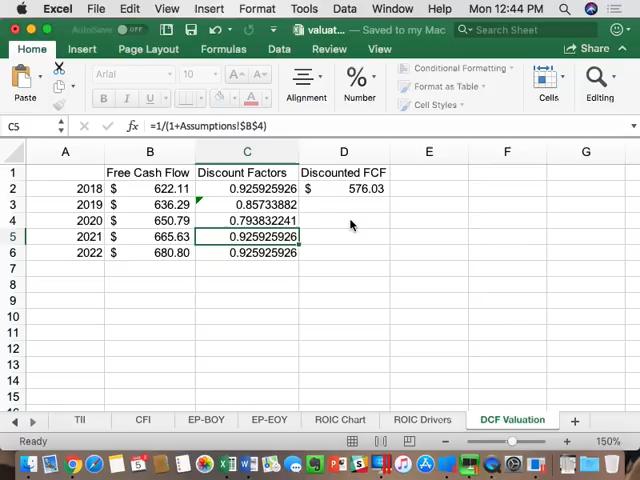 Excel File Edit View Insert Format Tools Data Window Help Mon 12:44 PM
AutoSave OFF valuat... — Saved to my Mac Search Sheet
Home Insert Page Layout Formulas Data Review View Share
Paste Arial 10 A A B I U A Alignment % Number Conditional Formatting Format as Table Cell Styles Cells Editing
C5 fx =1/(1+Assumptions!$B$4)
A B C D E F G
1 Free Cash Flow Discount Factors Discounted FCF
2 2018 $ 622.11 0.925925926 $ 576.03
3 2019 $ 636.29 0.85733882
4 2020 $ 650.79 0.793832241
5 2021 $ 665.63 0.925925926
6 2022 $ 680.80 0.925925926
7
8
9
10
11
12
13
14
15
TII CFI EP-BOY EP-EOY ROIC Chart ROIC Drivers DCF Valuation +
Ready 150%